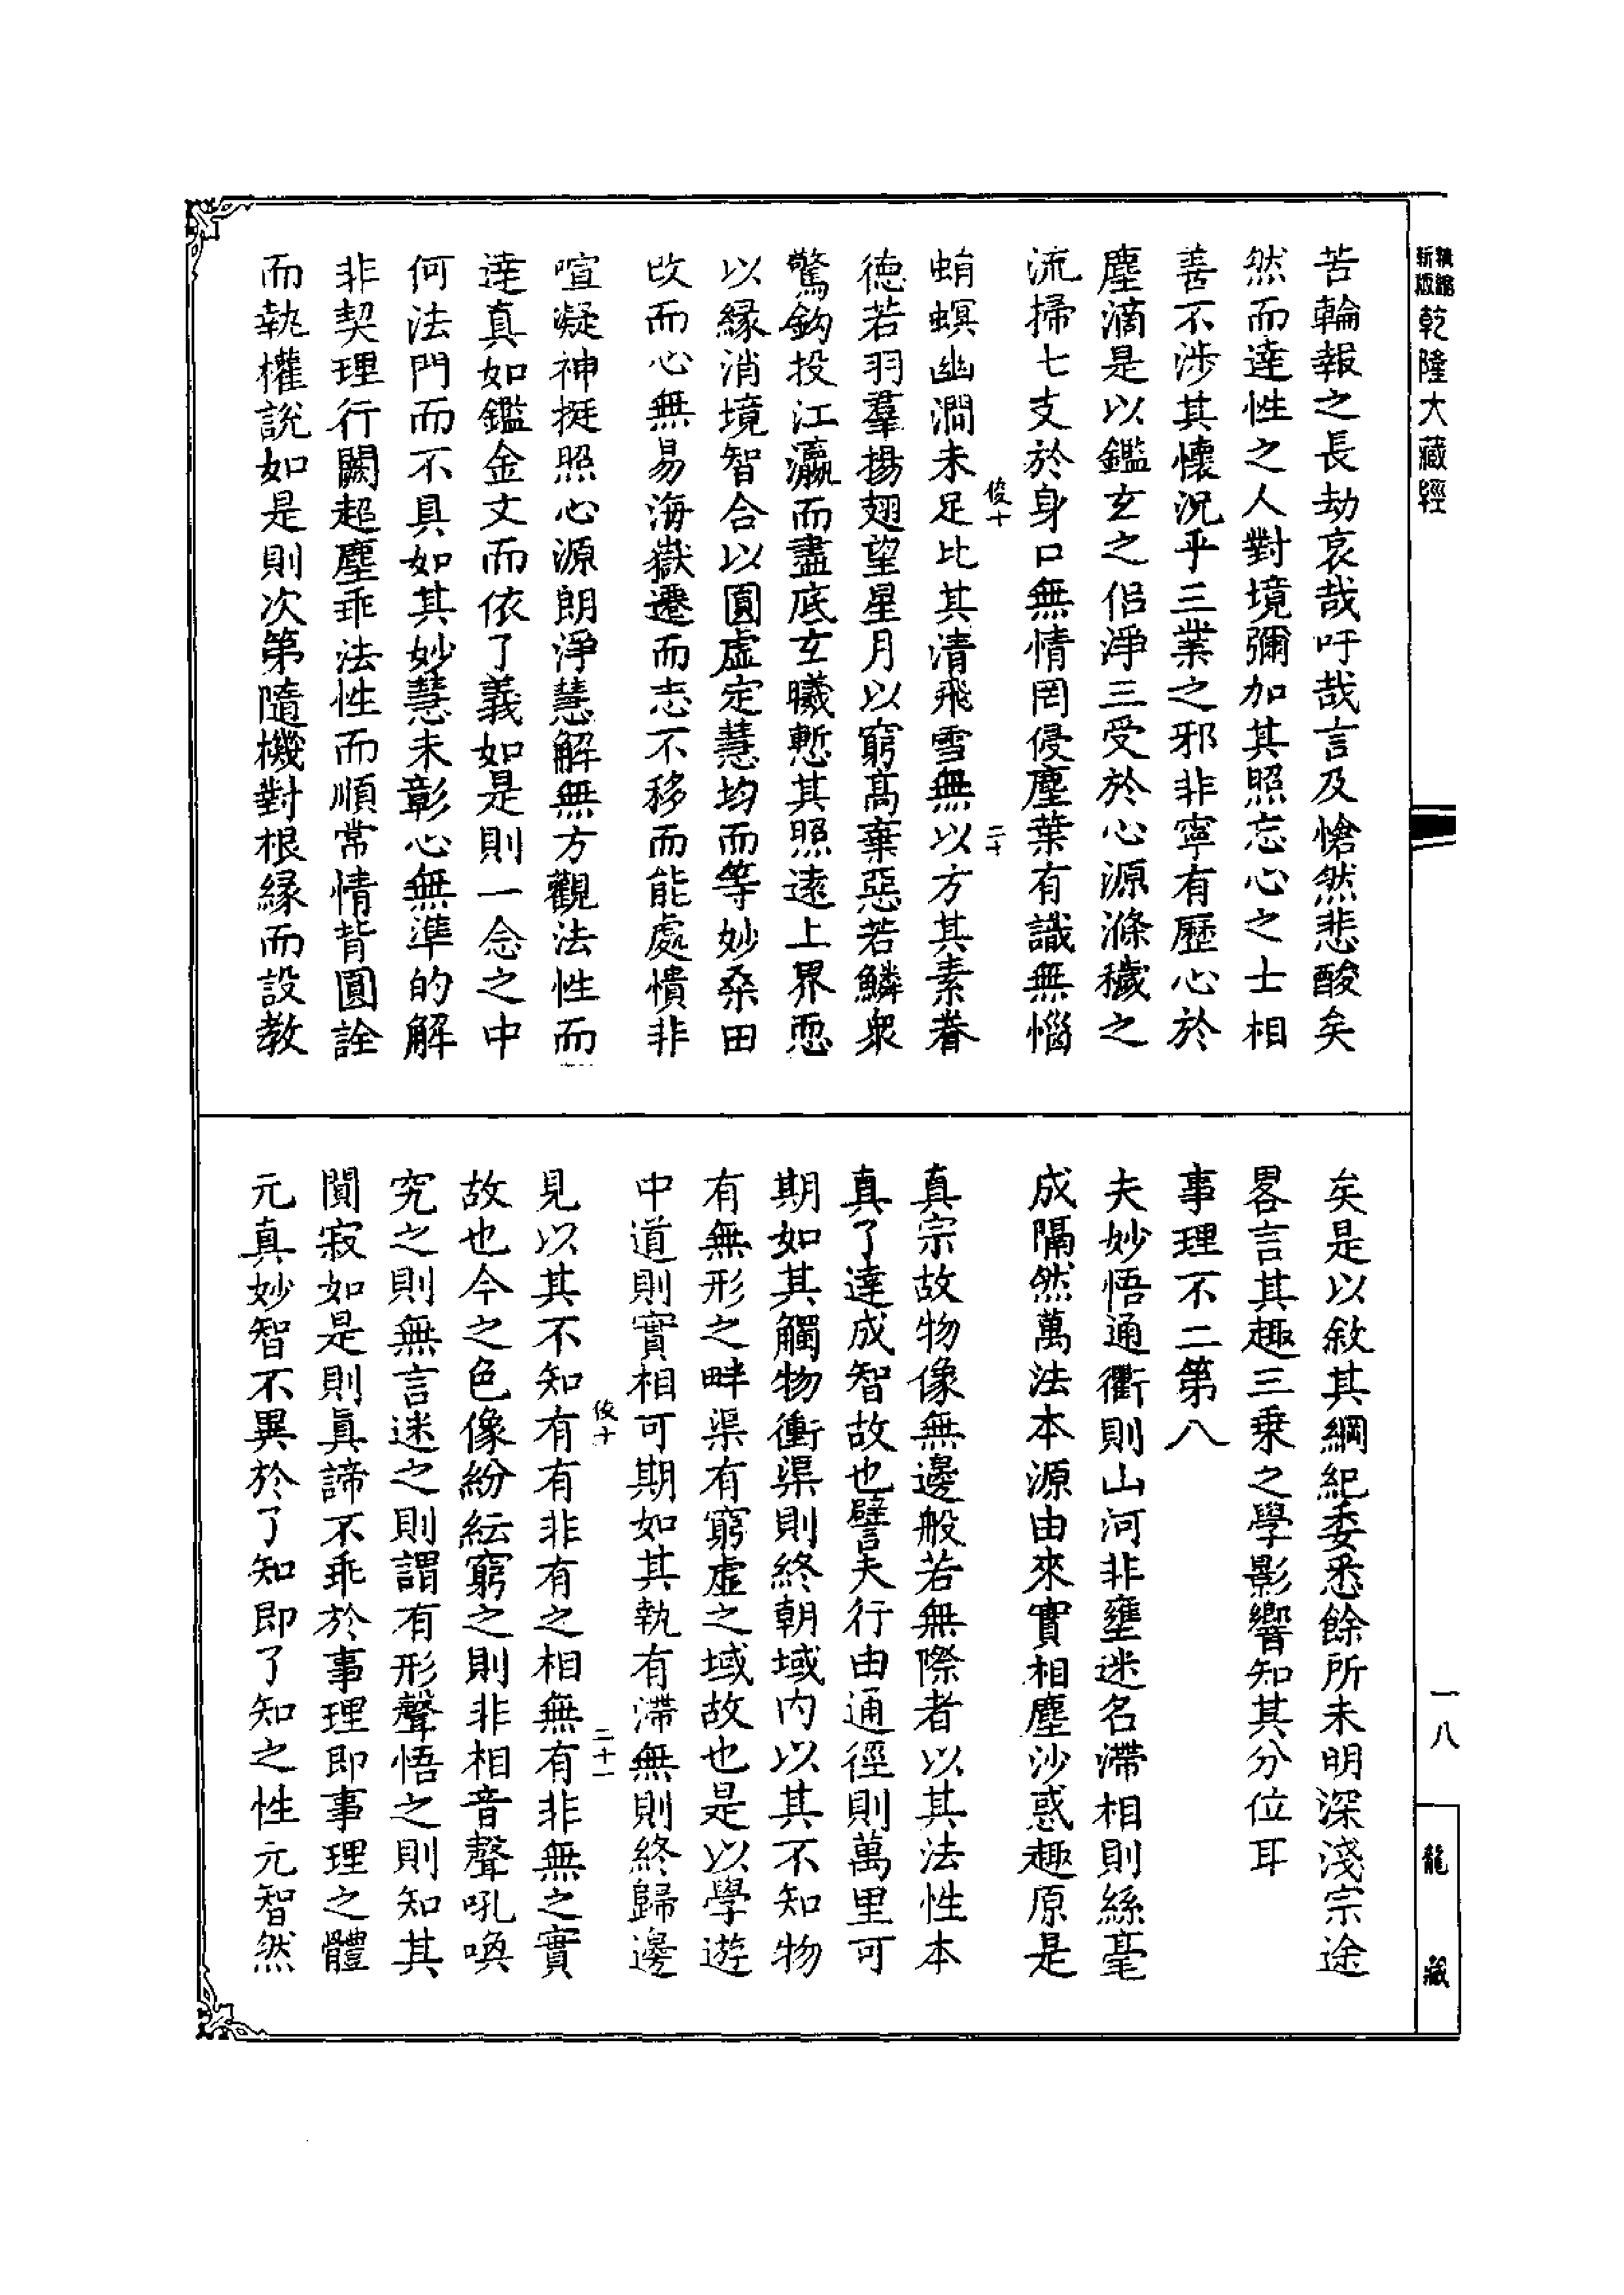 新版精縮乾隆大藏經
苦輪報之長劫哀哉吁哉言及愴然悲酸矣
然而達性之人對境彌加其照忘心之士相
善不涉其懷況乎三業之邪非寧有歷心於
塵滴是以鑑玄之侶淨三受於心源滌穢之
流掃七支於身口無情罔侵塵葉有識無惱
蛸螟幽澗未足比其清飛雪無以方其素眷
俊十
二十
德若羽羣揚翅望星月以窮高棄惡若鱗衆
驚鈎投江瀛而盡底玄曦慙其照遠上界恧
以緣消境智合以圓虛定慧均而等妙桑田
改而心無易海嶽遷而志不移而能處憒非
喧凝神挺照心源朗淨慧解無方觀法性而
達真如鑑金文而依了義如是則一念之中
何法門而不具如其妙慧未彰心無準的解
非契理行闕超塵乖法性而順常情背圓詮
而執權說如是則次第隨機對根緣而設教
矣是以敘其綱紀委悉餘所未明深淺宗途
畧言其趣三乗之學影響知其分位耳
事理不二第八
夫妙悟通衢則山河非壅迷名滯相則絲毫
成隔然萬法本源由來實相塵沙惑趣原是
真宗故物像無邊般若無際者以其法性本
真了達成智故也譬夫行由通徑則萬里可
期如其觸物衝渠則終朝域內以其不知物
有無形之畔渠有窮虛之域故也是以學遊
中道則實相可期如其執有滯無則終歸邊
見以其不知有有非有之相無有非無之實
俊十
二十一
故也今之色像紛紜窮之則非相音聲吼喚
究之則無言迷之則謂有形聲悟之則知其
闃寂如是則真諦不乖於事理即事理之體
元真妙智不異於了知即了知之性元智然
一八
龍藏